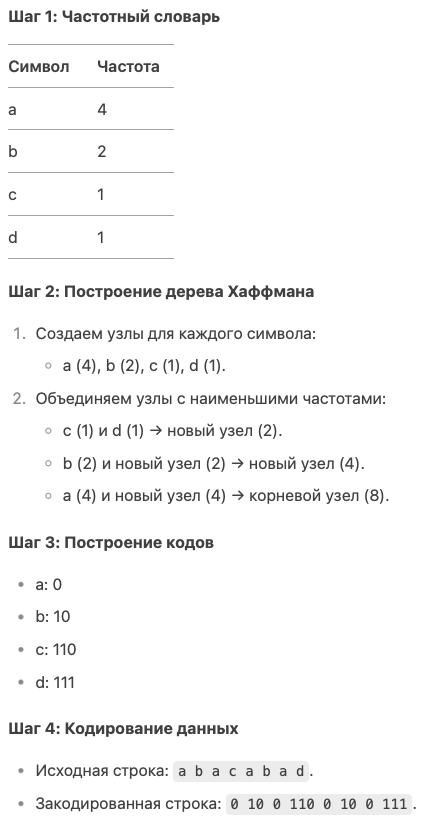 Шаг 1: Частотный словарь
Символ Частота
a 4
b 2
c 1
d 1
Шаг 2: Построение дерева Хаффмана
1. Создаем узлы для каждого символа:
a (4), b (2), c (1), d (1).
2. Объединяем узлы с наименьшими частотами:
c (1) и d (1) → новый узел (2).
b (2) и новый узел (2) → новый узел (4).
a (4) и новый узел (4) → корневой узел (8).
Шаг 3: Построение кодов
a: 0
b: 10
c: 110
d: 111
Шаг 4: Кодирование данных
Исходная строка: a b a c a b a d.
Закодированная строка: 0 10 0 110 0 10 0 111.